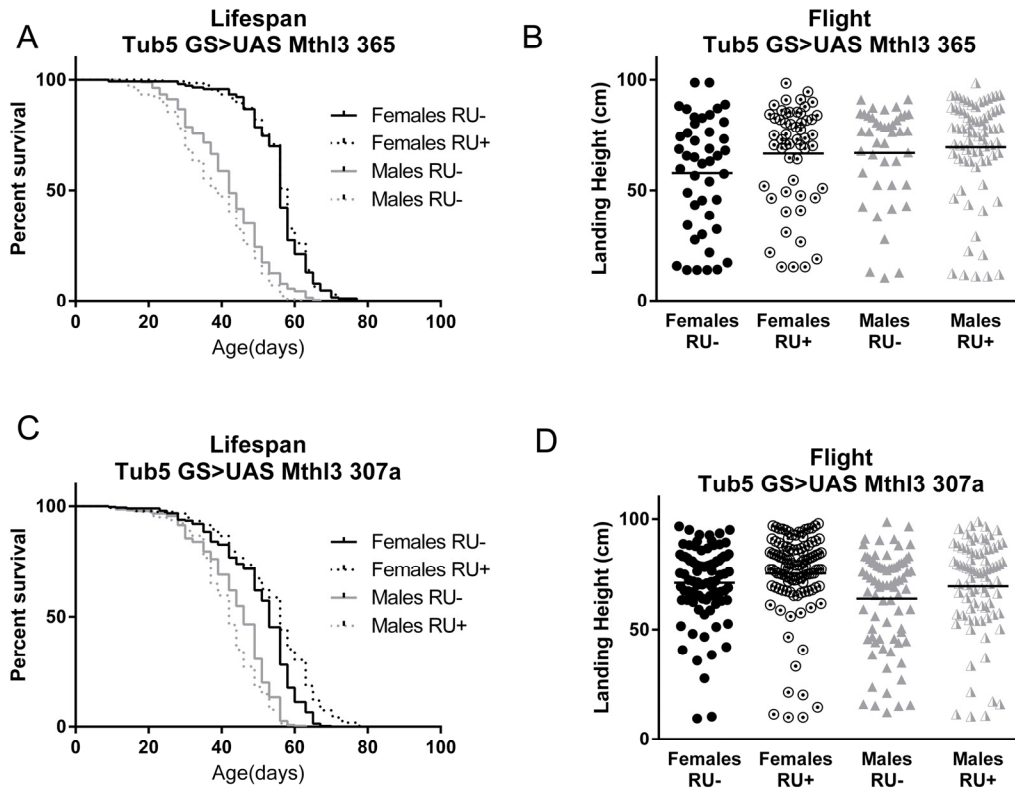 A
Lifespan
Tub5 GS>UAS Mthl3 365
Percent survival
100
50
0
0 20 40 60 80 100
Age(days)
Females RU-
Females RU+
Males RU-
Males RU-
B
Flight
Tub5 GS>UAS Mthl3 365
Landing Height (cm)
100
50
0
Females Females Males Males
RU- RU+ RU- RU+
C
Lifespan
Tub5 GS>UAS Mthl3 307a
Percent survival
100
50
0
0 20 40 60 80 100
Age(days)
Females RU-
Females RU+
Males RU-
Males RU+
D
Flight
Tub5 GS>UAS Mthl3 307a
Landing Height (cm)
100
50
0
Females Females Males Males
RU- RU+ RU- RU+